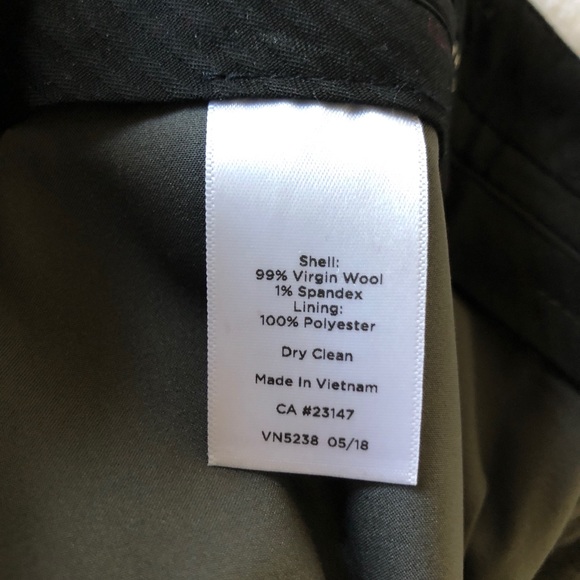 Shell:
99% Virgin Wool
1% Spandex
Lining:
100% Polyester
Dry Clean
Made In Vietnam
CA #23147
VN5238 05/18